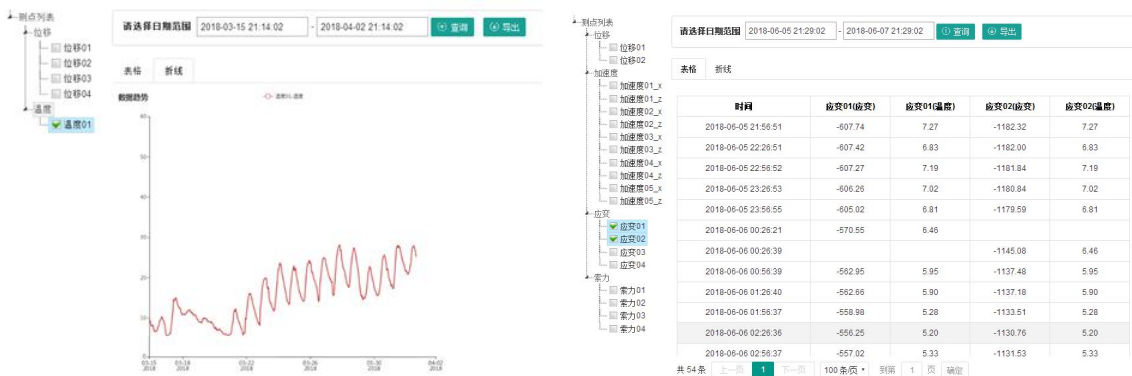 测点列表
位移
位移01
位移02
位移03
位移04
温度
温度01
请选择日期范围 2018-03-15 21:14:02 - 2018-04-02 21:14:02 查询 导出
表格 折线
数据趋势
温度01-温度
60
50
40
30
20
10
0
03-15 03-18 03-22 03-26 03-30 04-02
2018 2018 2018 2018 2018 2018
测点列表
位移
位移01
位移02
加速度
加速度01_x
加速度01_z
加速度02_x
加速度02_z
加速度03_x
加速度03_z
加速度04_x
加速度04_z
加速度05_x
加速度05_z
应变
应变01
应变02
应变03
应变04
索力
索力01
索力02
索力03
索力04
请选择日期范围 2018-06-05 21:29:02 - 2018-06-07 21:29:02 查询 导出
表格 折线
时间 应变01(应变) 应变01(温度) 应变02(应变) 应变02(温度)
2018-06-05 21:56:51 -607.74 7.27 -1182.32 7.27
2018-06-05 22:26:51 -607.42 6.83 -1182.00 6.83
2018-06-05 22:56:52 -607.27 7.19 -1181.84 7.19
2018-06-05 23:26:53 -606.26 7.02 -1180.84 7.02
2018-06-05 23:56:55 -605.02 6.81 -1179.59 6.81
2018-06-06 00:26:21 -570.55 6.46
2018-06-06 00:26:39 -1145.08 6.46
2018-06-06 00:56:39 -562.95 5.95 -1137.48 5.95
2018-06-06 01:26:40 -562.66 5.90 -1137.18 5.90
2018-06-06 01:56:37 -558.98 5.28 -1133.51 5.28
2018-06-06 02:26:36 -556.25 5.20 -1130.76 5.20
2018-06-06 02:56:37 -557.02 5.33 -1131.53 5.33
共 54 条 上一页 1 下一页 100 条/页 到第 1 页 确定